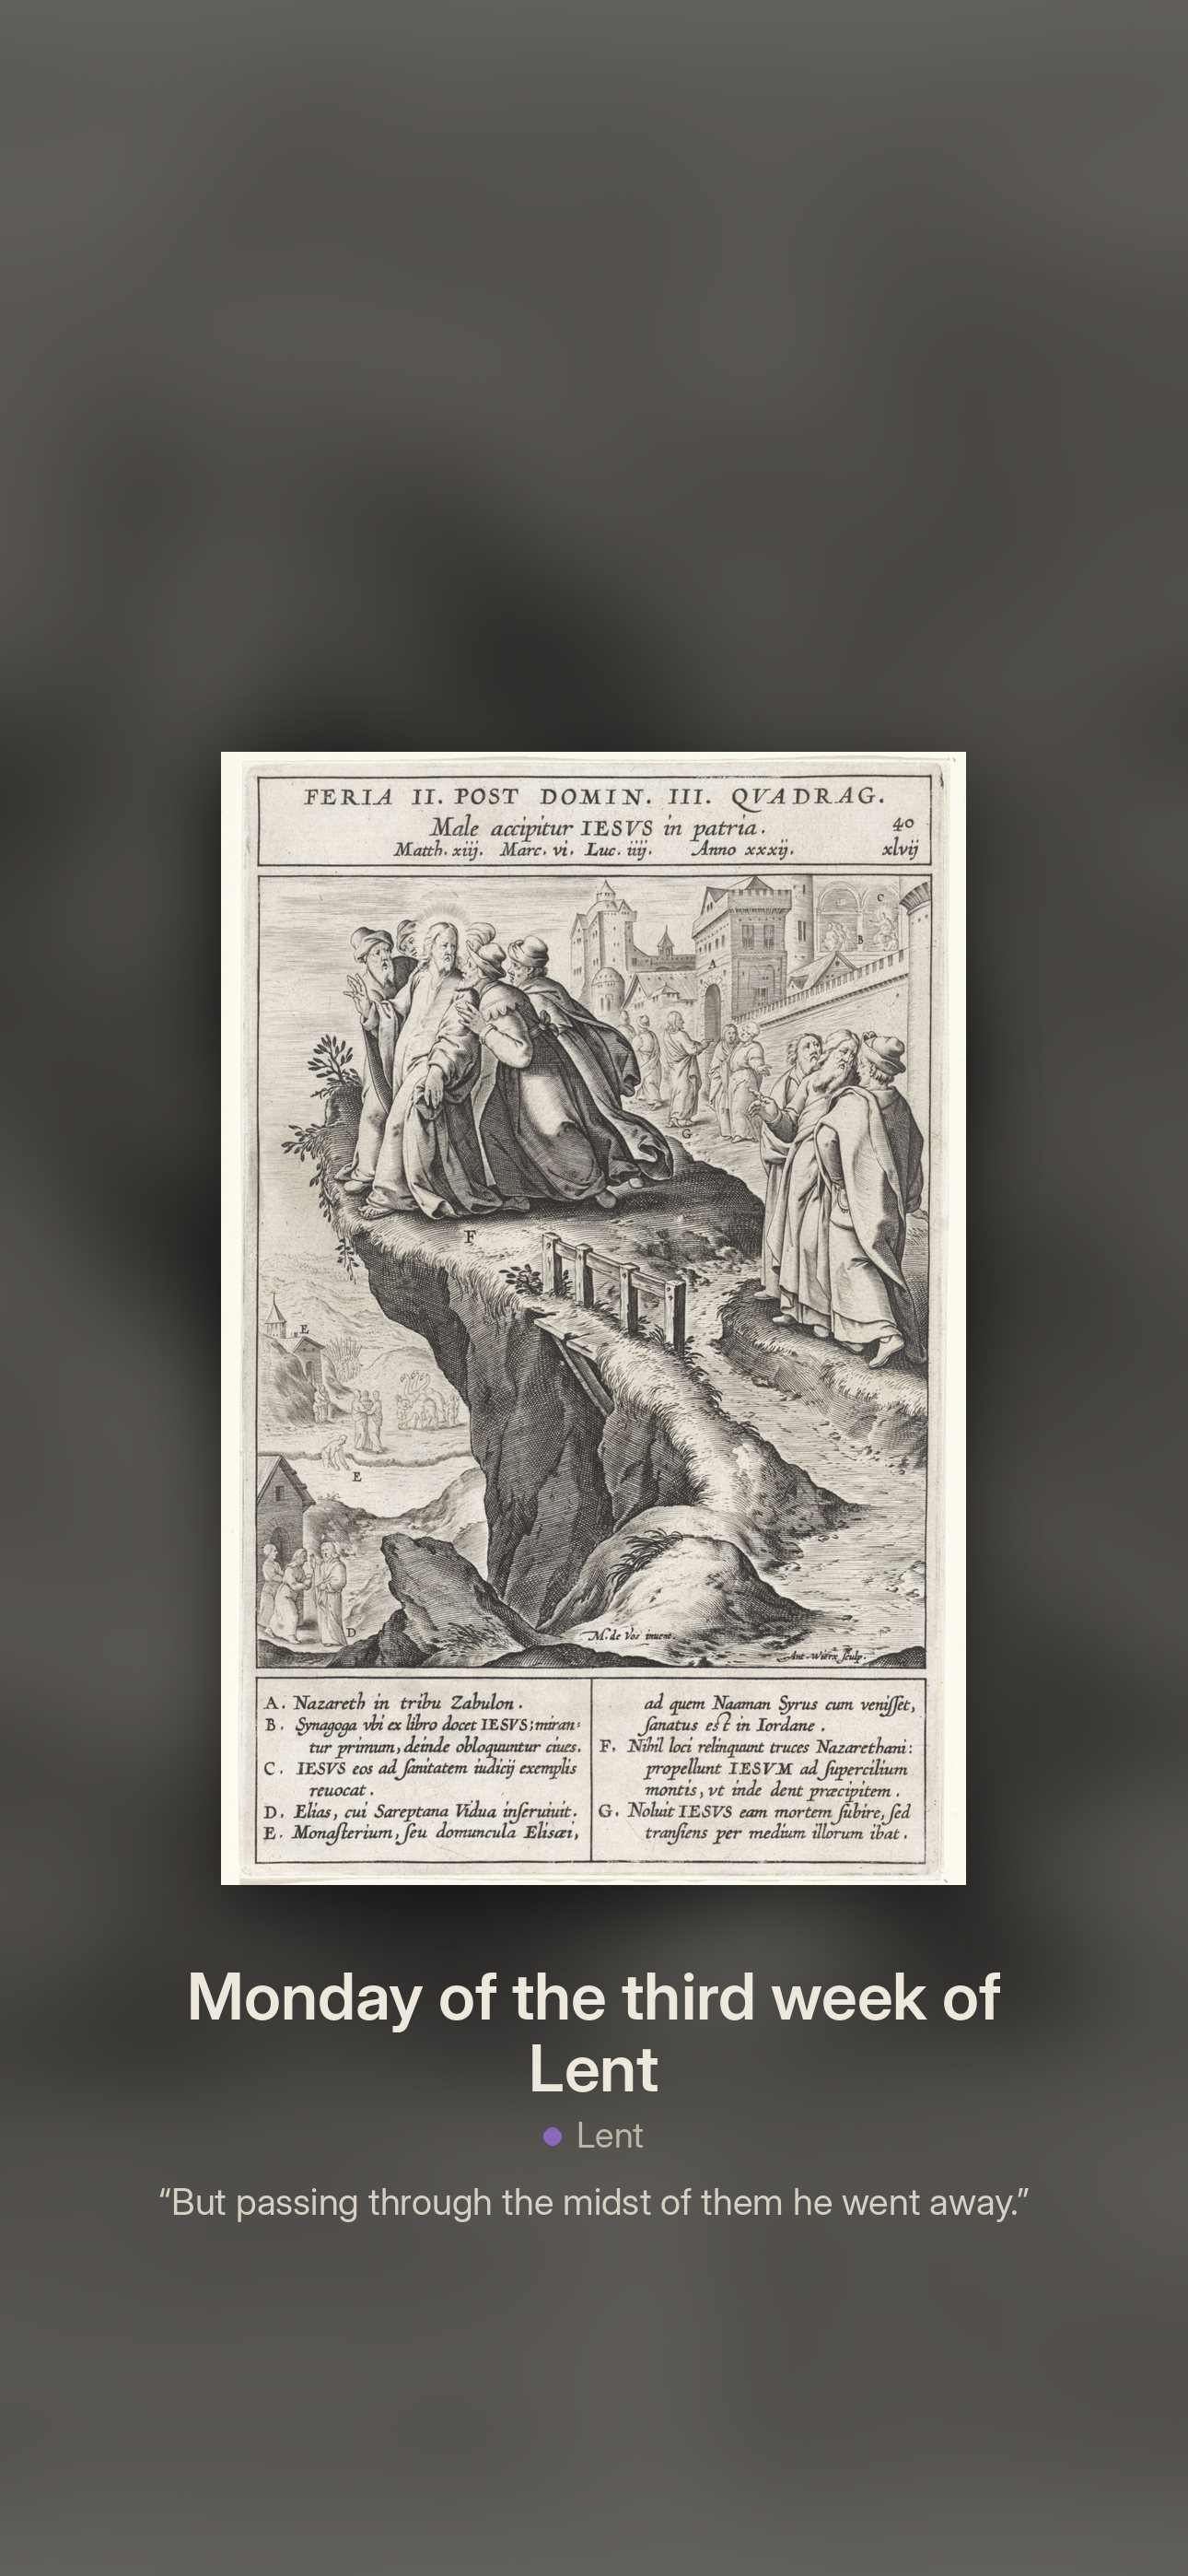 FERIA II. POST DOMIN. III. QVADRAG.
Male accipitur IESVS in patria. 40
Matth. xiij. Marc. vi. Luc. iiij. Anno xxxij. xlvij
C
B
A
G
F
E
E
D
M. de Vos inuent.
Ant. Wierx sculp.
A. Nazareth in tribu Zabulon.
B. Synagoga vbi ex libro docet IESVS; miran-
tur primum, deinde obloquuntur ciues.
C. IESVS eos ad ſanitatem iudicij exemplis
reuocat.
D. Elias, cui Sareptana Vidua inſeruiuit.
E. Monaſterium, ſeu domuncula Elisæi,
ad quem Naaman Syrus cum veniſſet,
ſanatus est in Iordane.
F. Nihil loci relinquunt truces Nazarethani:
propellunt IESVM ad ſupercilium
montis, vt inde dent præcipitem.
G. Noluit IESVS eam mortem ſubire, ſed
tranſiens per medium illorum ibat.
Monday of the third week of
Lent
Lent
“But passing through the midst of them he went away.”